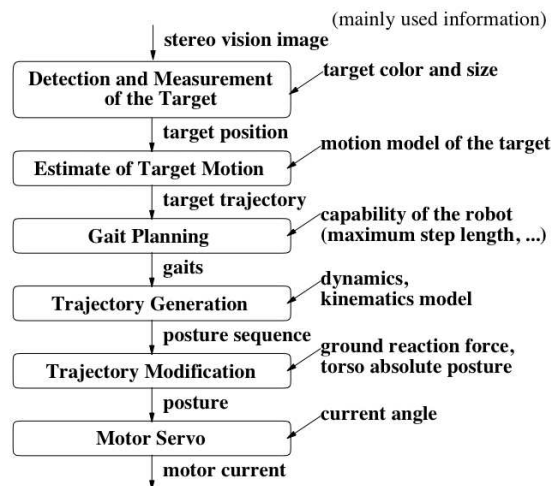 (mainly used information)
stereo vision image
Detection and Measurement
of the Target
target color and size
target position
Estimate of Target Motion
motion model of the target
target trajectory
Gait Planning
capability of the robot
(maximum step length, ...)
gaits
Trajectory Generation
dynamics,
kinematics model
posture sequence
Trajectory Modification
ground reaction force,
torso absolute posture
posture
Motor Servo
current angle
motor current